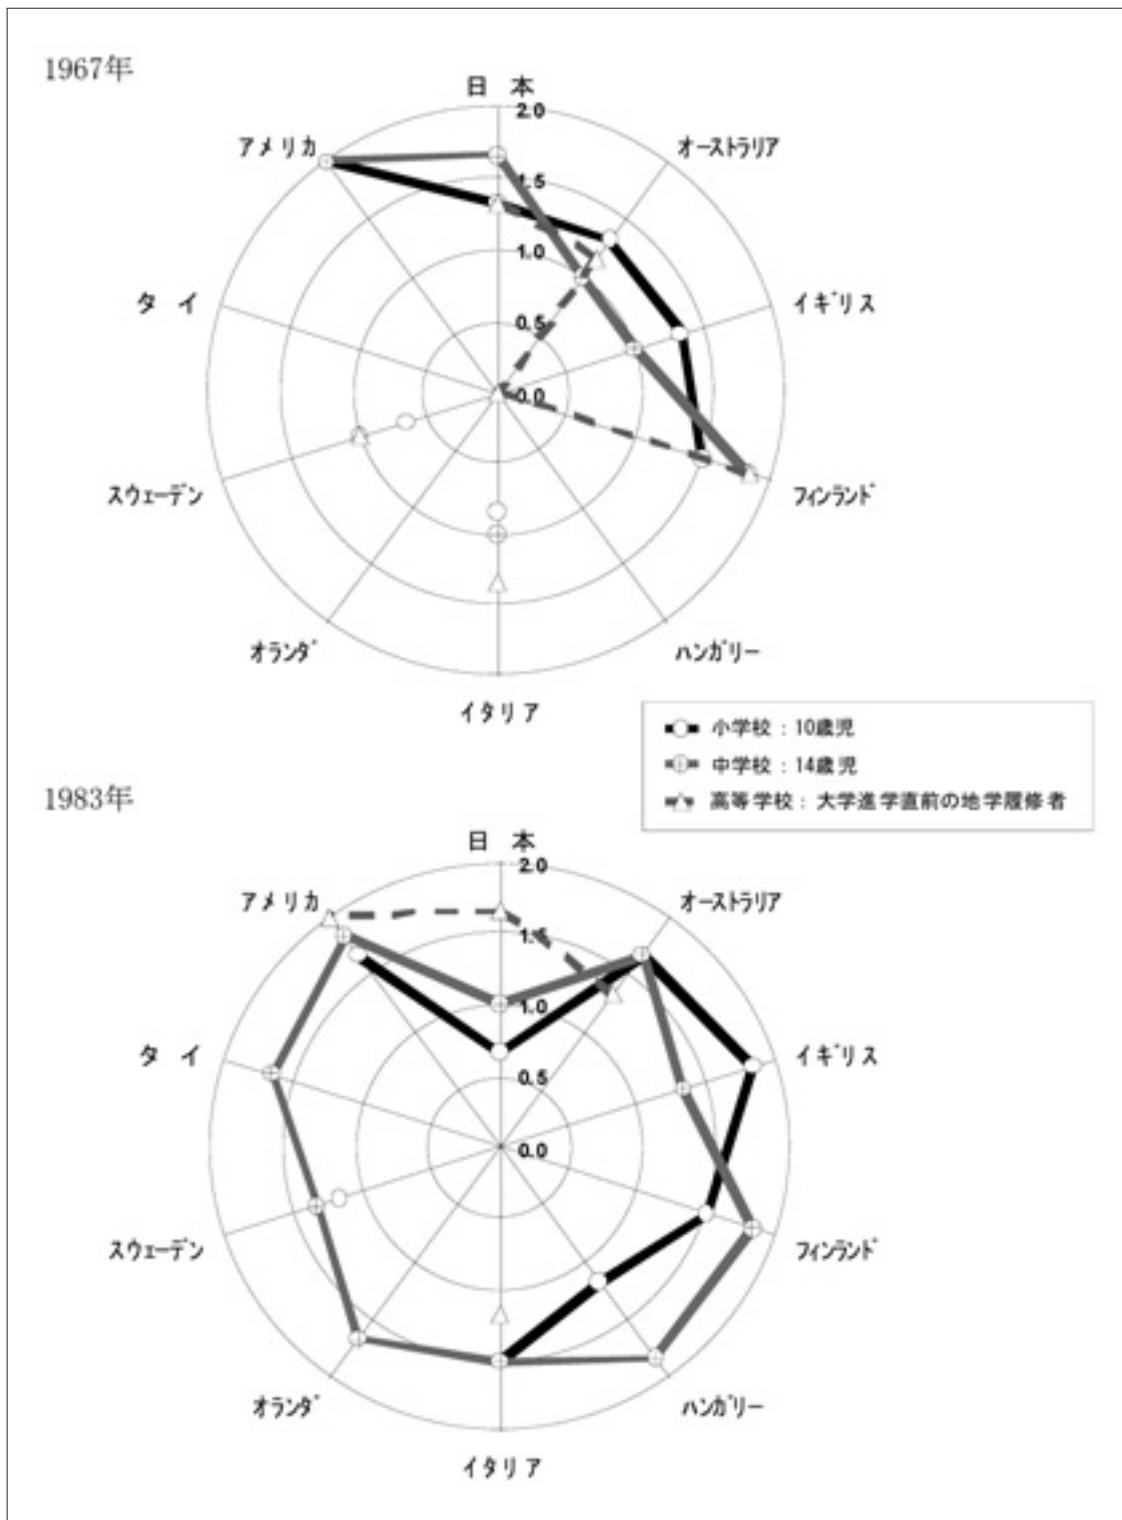 1967年
日 本
2.0
アメリカ
オーストラリア
1.5
1.0
タ イ
イギリス
0.5
0.0
スウェーデン
フィンランド
オランダ
ハンガリー
イタリア
小学校：10歳児
中学校：14歳児
高等学校：大学進学直前の地学履修者
1983年
日 本
2.0
アメリカ
オーストラリア
1.5
1.0
タ イ
イギリス
0.5
0.0
スウェーデン
フィンランド
オランダ
ハンガリー
イタリア